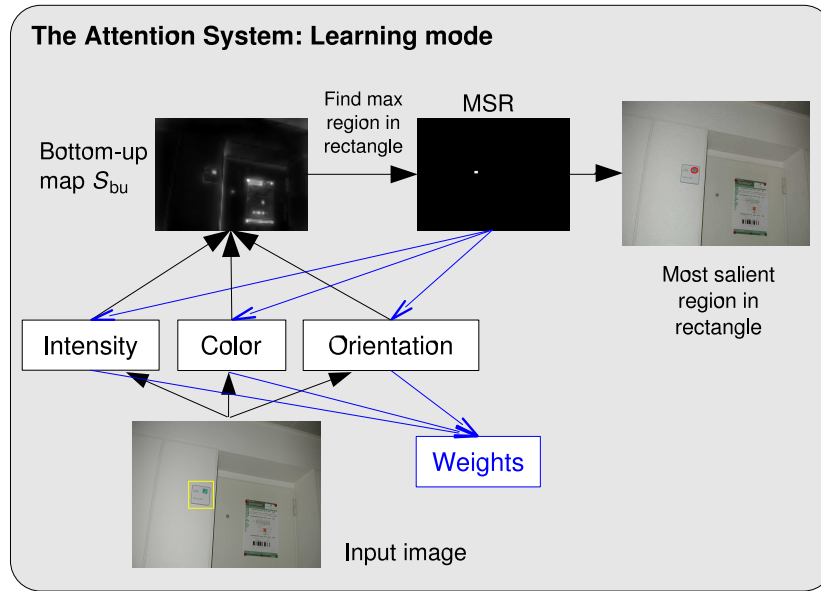 The Attention System: Learning mode
Find max
region in
rectangle
MSR
Bottom-up
map S_bu
Most salient
region in
rectangle
Intensity
Color
Orientation
Weights
Input image